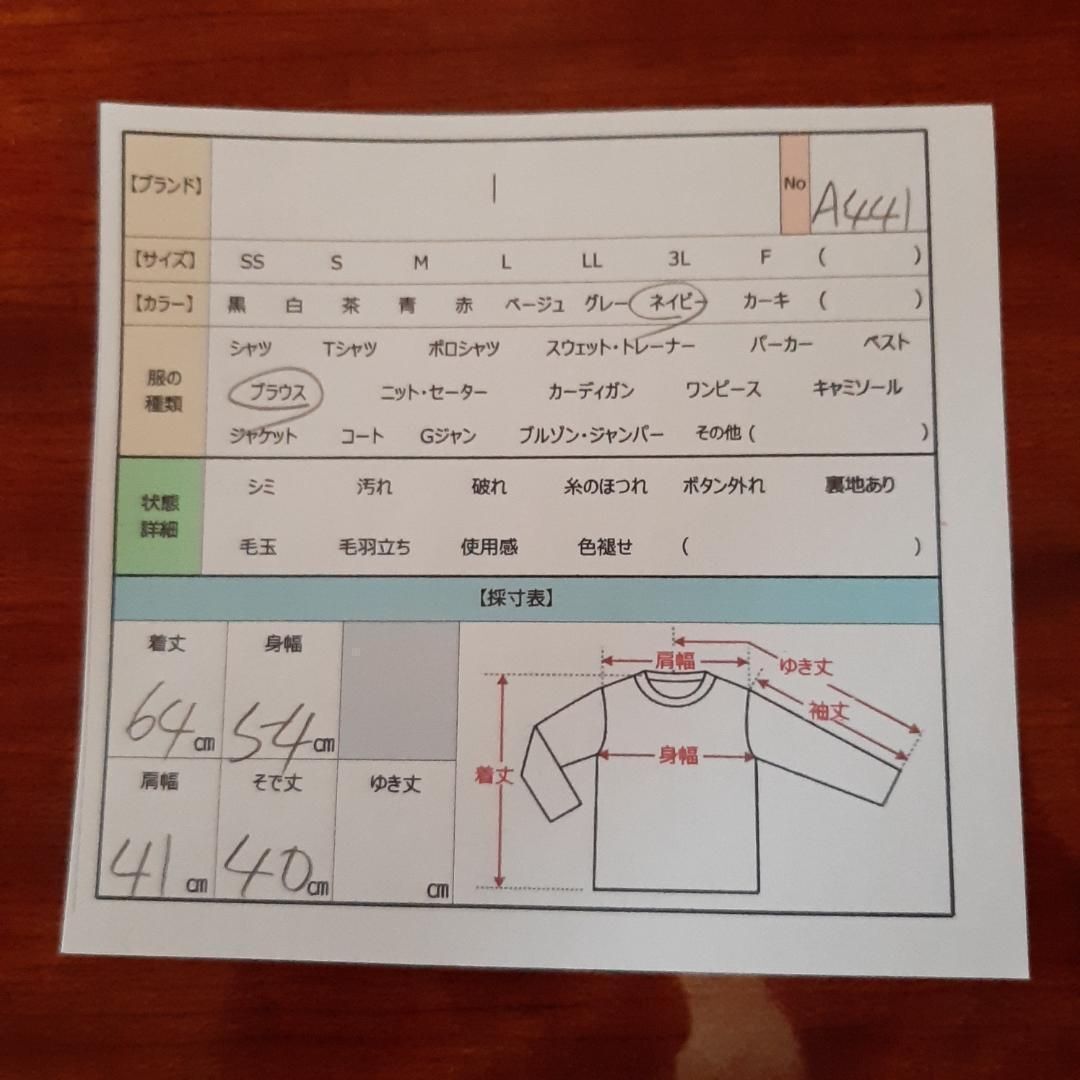 【ブランド】 | No A441
【サイズ】 SS S M L LL 3L F ( )
【カラー】 黒 白 茶 青 赤 ベージュ グレー ネイビー カーキ ( )
服の種類
シャツ Tシャツ ポロシャツ スウェット・トレーナー パーカー ベスト
ブラウス ニット・セーター カーディガン ワンピース キャミソール
ジャケット コート Gジャン ブルゾン・ジャンパー その他 ( )
状態詳細
シミ 汚れ 破れ 糸のほつれ ボタン外れ 裏地あり
毛玉 毛羽立ち 使用感 色褪せ ( )
【採寸表】
着丈 身幅
64cm 54cm
肩幅 そで丈 ゆき丈
41cm 40cm cm
肩幅
ゆき丈
袖丈
身幅
着丈